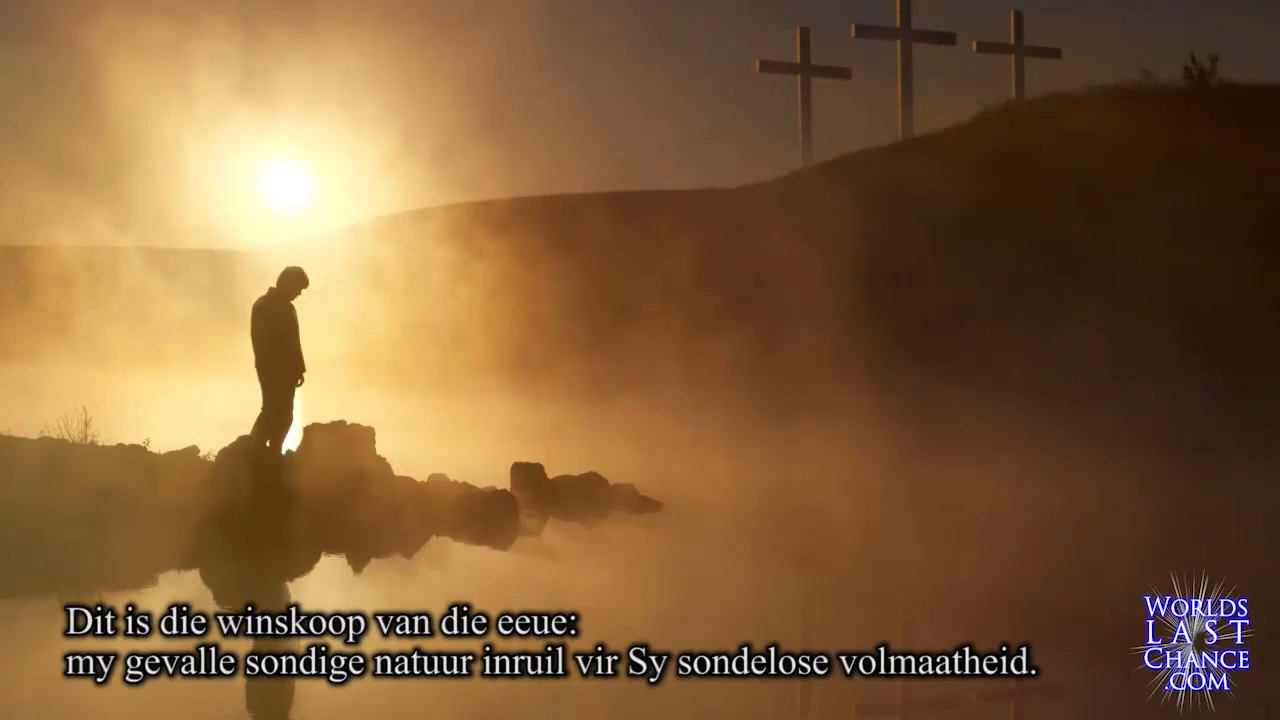 Dit is die winskoop van die eeue:
my gevalle sondige natuur inruil vir Sy sondelose volmaatheid.
WORLDS
LAST
CHANCE
.COM